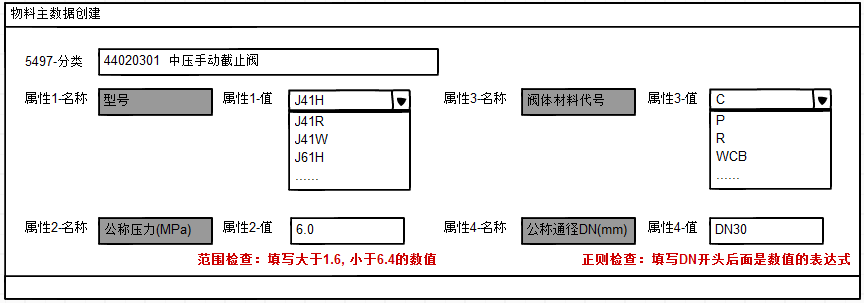 物料主数据创建
5497-分类 44020301 中压手动截止阀
属性1-名称 型号 属性1-值 J41H 属性3-名称 阀体材料代号 属性3-值 C
J41R P
J41W R
J61H WCB
...... ......
属性2-名称 公称压力(MPa) 属性2-值 6.0 属性4-名称 公称通径DN(mm) 属性4-值 DN30
范围检查：填写大于1.6, 小于6.4的数值 正则检查：填写DN开头后面是数值的表达式